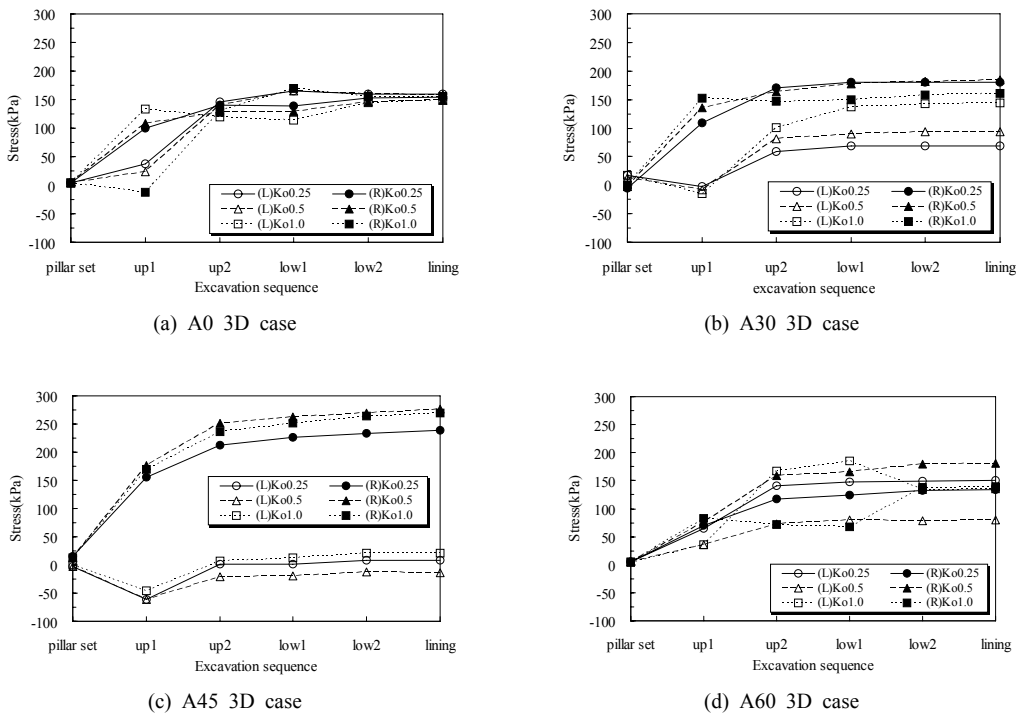 300
250
200
150
100
50
0
-50
-100
Stress(kPa)
(L)Ko0.25 (R)Ko0.25
(L)Ko0.5 (R)Ko0.5
(L)Ko1.0 (R)Ko1.0
pillar set up1 up2 low1 low2 lining
Excavation sequence
(a) A0 3D case
300
250
200
150
100
50
0
-50
-100
Stress(kPa)
(L)Ko0.25 (R)Ko0.25
(L)Ko0.5 (R)Ko0.5
(L)Ko1.0 (R)Ko1.0
pillar set up1 up2 low1 low2 lining
excavation sequence
(b) A30 3D case
300
250
200
150
100
50
0
-50
-100
Stress(kPa)
(L)Ko0.25 (R)Ko0.25
(L)Ko0.5 (R)Ko0.5
(L)Ko1.0 (R)Ko1.0
pillar set up1 up2 low1 low2 lining
Excavation sequence
(c) A45 3D case
300
250
200
150
100
50
0
-50
-100
Stress(kPa)
(L)Ko0.25 (R)Ko0.25
(L)Ko0.5 (R)Ko0.5
(L)Ko1.0 (R)Ko1.0
pillar set up1 up2 low1 low2 lining
Excavation sequence
(d) A60 3D case